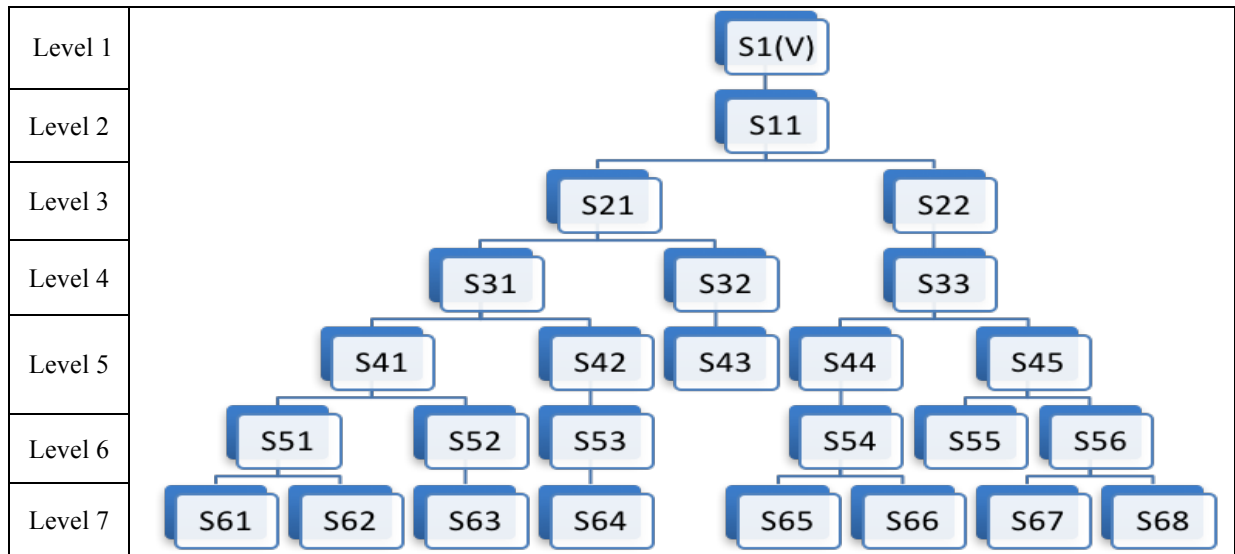 Level 1
S1(V)
Level 2
S11
Level 3
S21 S22
Level 4
S31 S32 S33
Level 5
S41 S42 S43 S44 S45
Level 6
S51 S52 S53 S54 S55 S56
Level 7
S61 S62 S63 S64 S65 S66 S67 S68